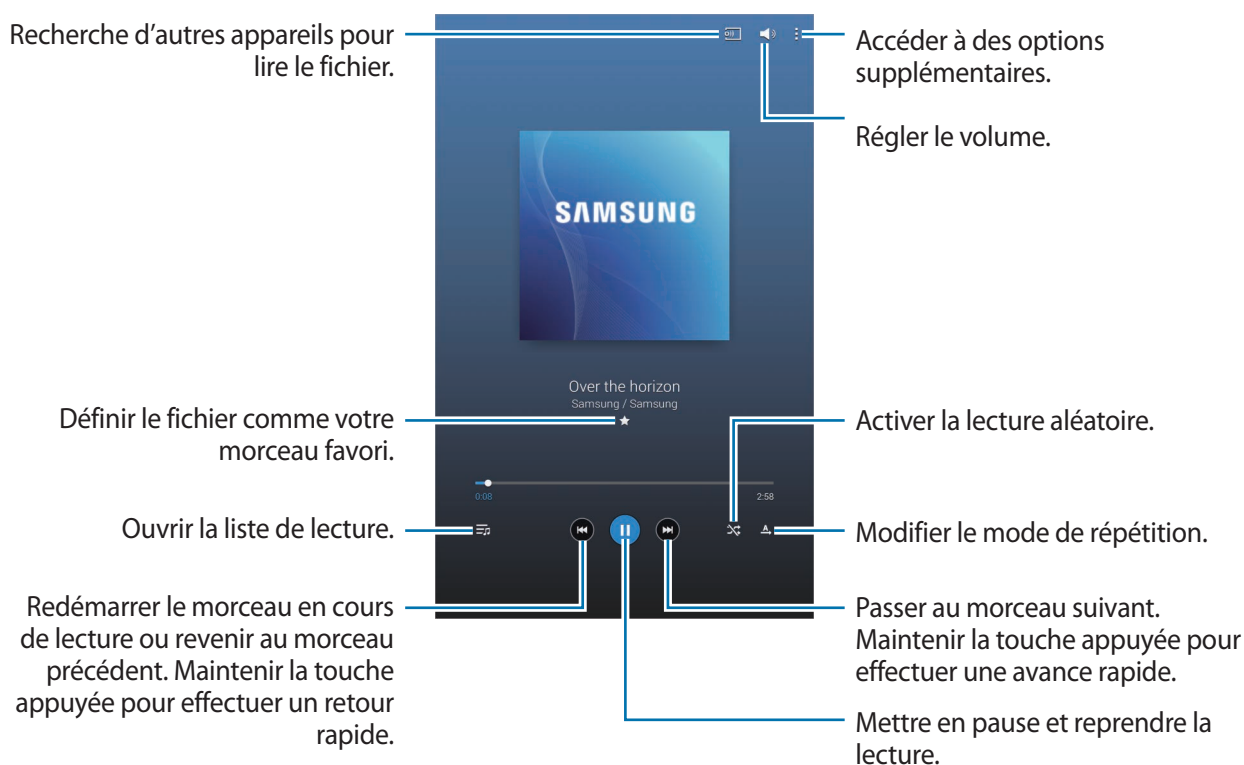 Recherche d’autres appareils pour
lire le fichier.
Accéder à des options
supplémentaires.
Régler le volume.
SAMSUNG
Over the horizon
Samsung / Samsung
Définir le fichier comme votre
morceau favori.
Activer la lecture aléatoire.
0:08
2:58
Ouvrir la liste de lecture.
A
Modifier le mode de répétition.
Redémarrer le morceau en cours
de lecture ou revenir au morceau
précédent. Maintenir la touche
appuyée pour effectuer un retour
rapide.
Passer au morceau suivant.
Maintenir la touche appuyée pour
effectuer une avance rapide.
Mettre en pause et reprendre la
lecture.